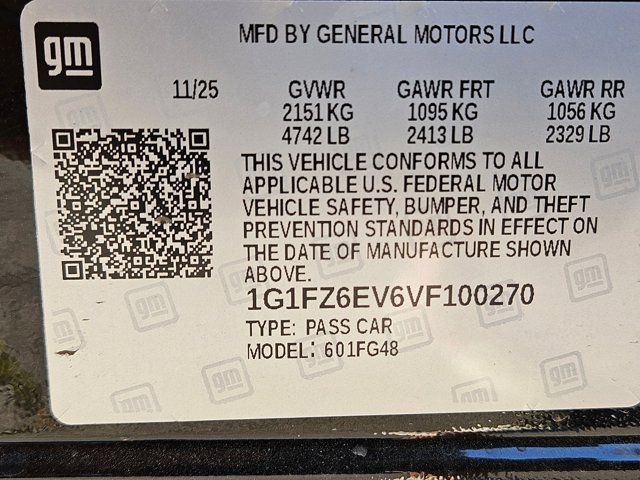 gm
MFD BY GENERAL MOTORS LLC
11/25 GVWR GAWR FRT GAWR RR
2151 KG 1095 KG 1056 KG
4742 LB 2413 LB 2329 LB
THIS VEHICLE CONFORMS TO ALL
APPLICABLE U.S. FEDERAL MOTOR
VEHICLE SAFETY, BUMPER, AND THEFT
PREVENTION STANDARDS IN EFFECT ON
THE DATE OF MANUFACTURE SHOWN
ABOVE.
1G1FZ6EV6VF100270
TYPE: PASS CAR
MODEL: 601FG48